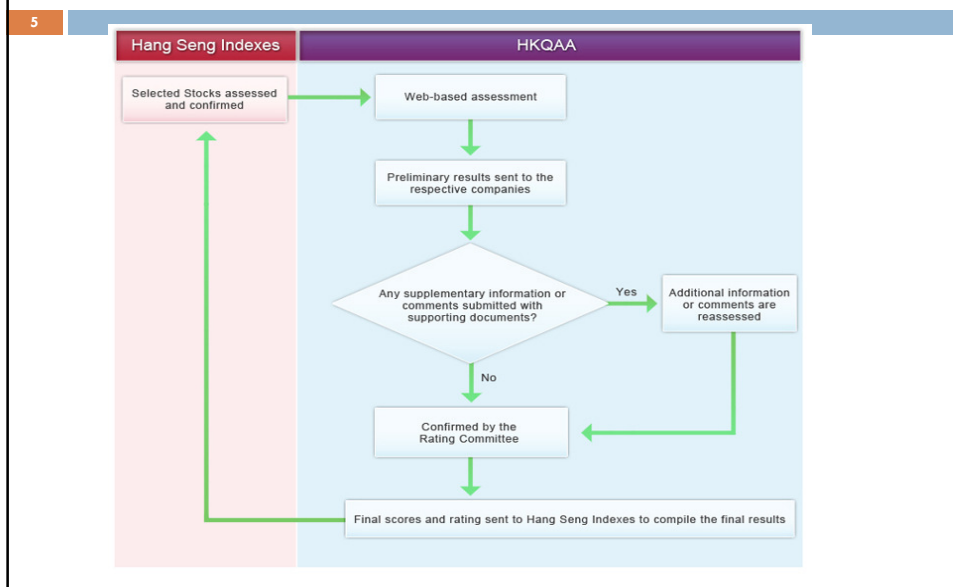 5
Hang Seng Indexes
HKQAA
Selected Stocks assessed
and confirmed
Web-based assessment
Preliminary results sent to the
respective companies
Any supplementary information or
comments submitted with
supporting documents?
Yes
Additional information
or comments are
reassessed
No
Confirmed by the
Rating Committee
Final scores and rating sent to Hang Seng Indexes to compile the final results